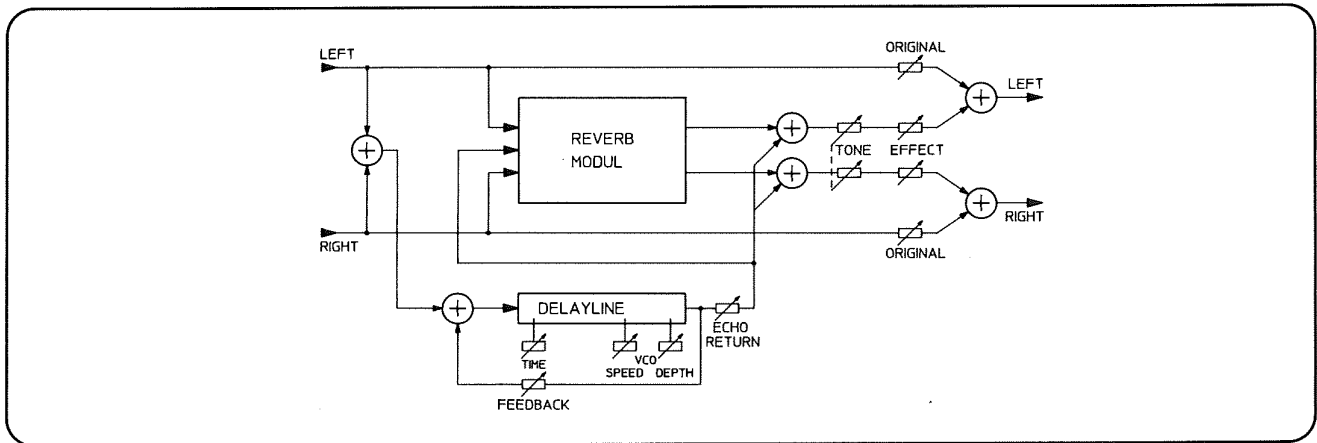 LEFT
ORIGINAL
LEFT
REVERB
MODUL
TONE
EFFECT
RIGHT
RIGHT
ORIGINAL
DELAYLINE
ECHO
RETURN
TIME
VCO
SPEED DEPTH
FEEDBACK